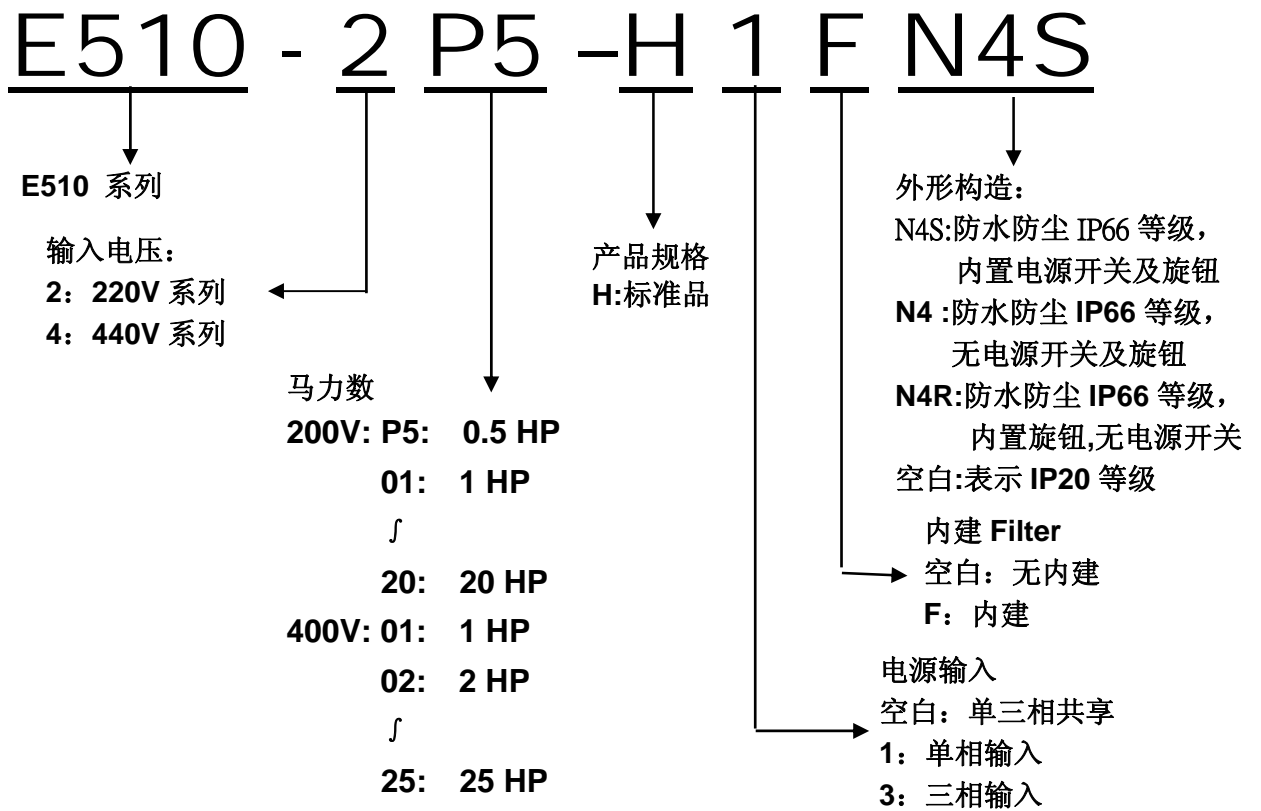 E510 - 2 P5 –H 1 F N4S
E510 系列
输入电压：
2：220V 系列
4：440V 系列
马力数
200V: P5: 0.5 HP
01: 1 HP
∫
20: 20 HP
400V: 01: 1 HP
02: 2 HP
∫
25: 25 HP
产品规格
H:标准品
外形构造：
N4S:防水防尘 IP66 等级，
内置电源开关及旋钮
N4 :防水防尘 IP66 等级，
无电源开关及旋钮
N4R:防水防尘 IP66 等级，
内置旋钮,无电源开关
空白:表示 IP20 等级
内建 Filter
空白：无内建
F：内建
电源输入
空白：单三相共享
1：单相输入
3：三相输入